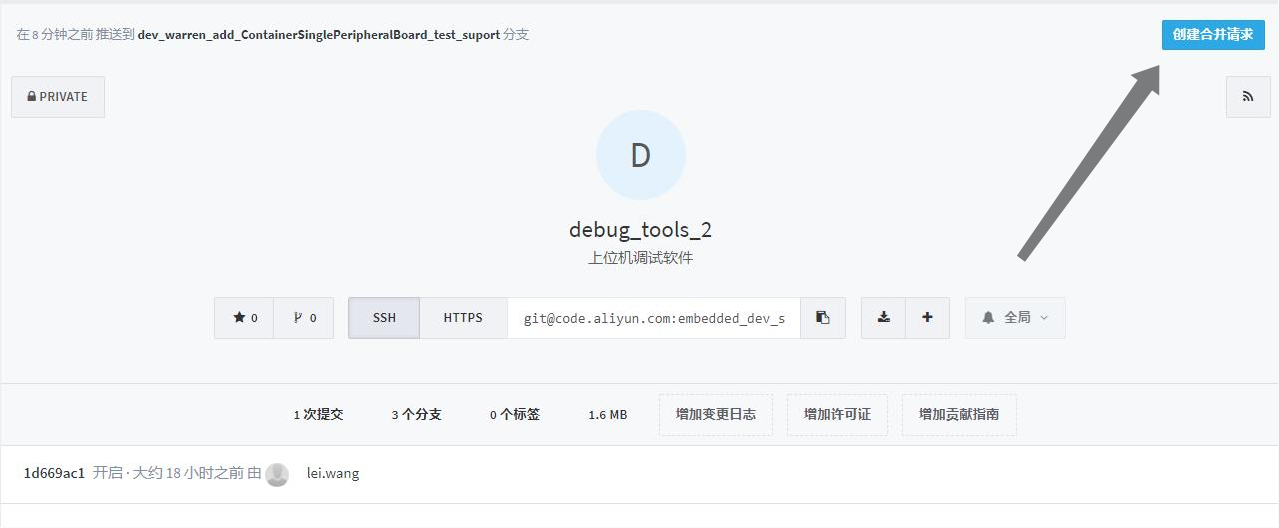 在 8 分钟之前 推送到 dev_warren_add_ContainerSinglePeripheralBoard_test_suport 分支 创建合并请求
PRIVATE
D
debug_tools_2
上位机调试软件
0 0 SSH HTTPS git@code.aliyun.com:embedded_dev_s 全局
1 次提交 3 个分支 0 个标签 1.6 MB 增加变更日志 增加许可证 增加贡献指南
1d669ac1 开启 · 大约 18 小时之前 由 lei.wang